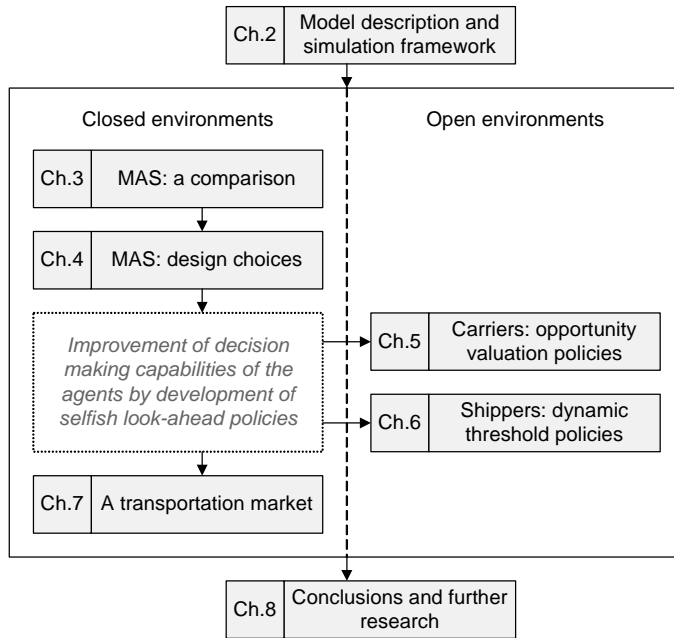 Ch.2
Model description and
simulation framework
Closed environments
Open environments
Ch.3
MAS: a comparison
Ch.4
MAS: design choices
Improvement of decision
making capabilities of the
agents by development of
selfish look-ahead policies
Ch.5
Carriers: opportunity
valuation policies
Ch.6
Shippers: dynamic
threshold policies
Ch.7
A transportation market
Ch.8
Conclusions and further
research